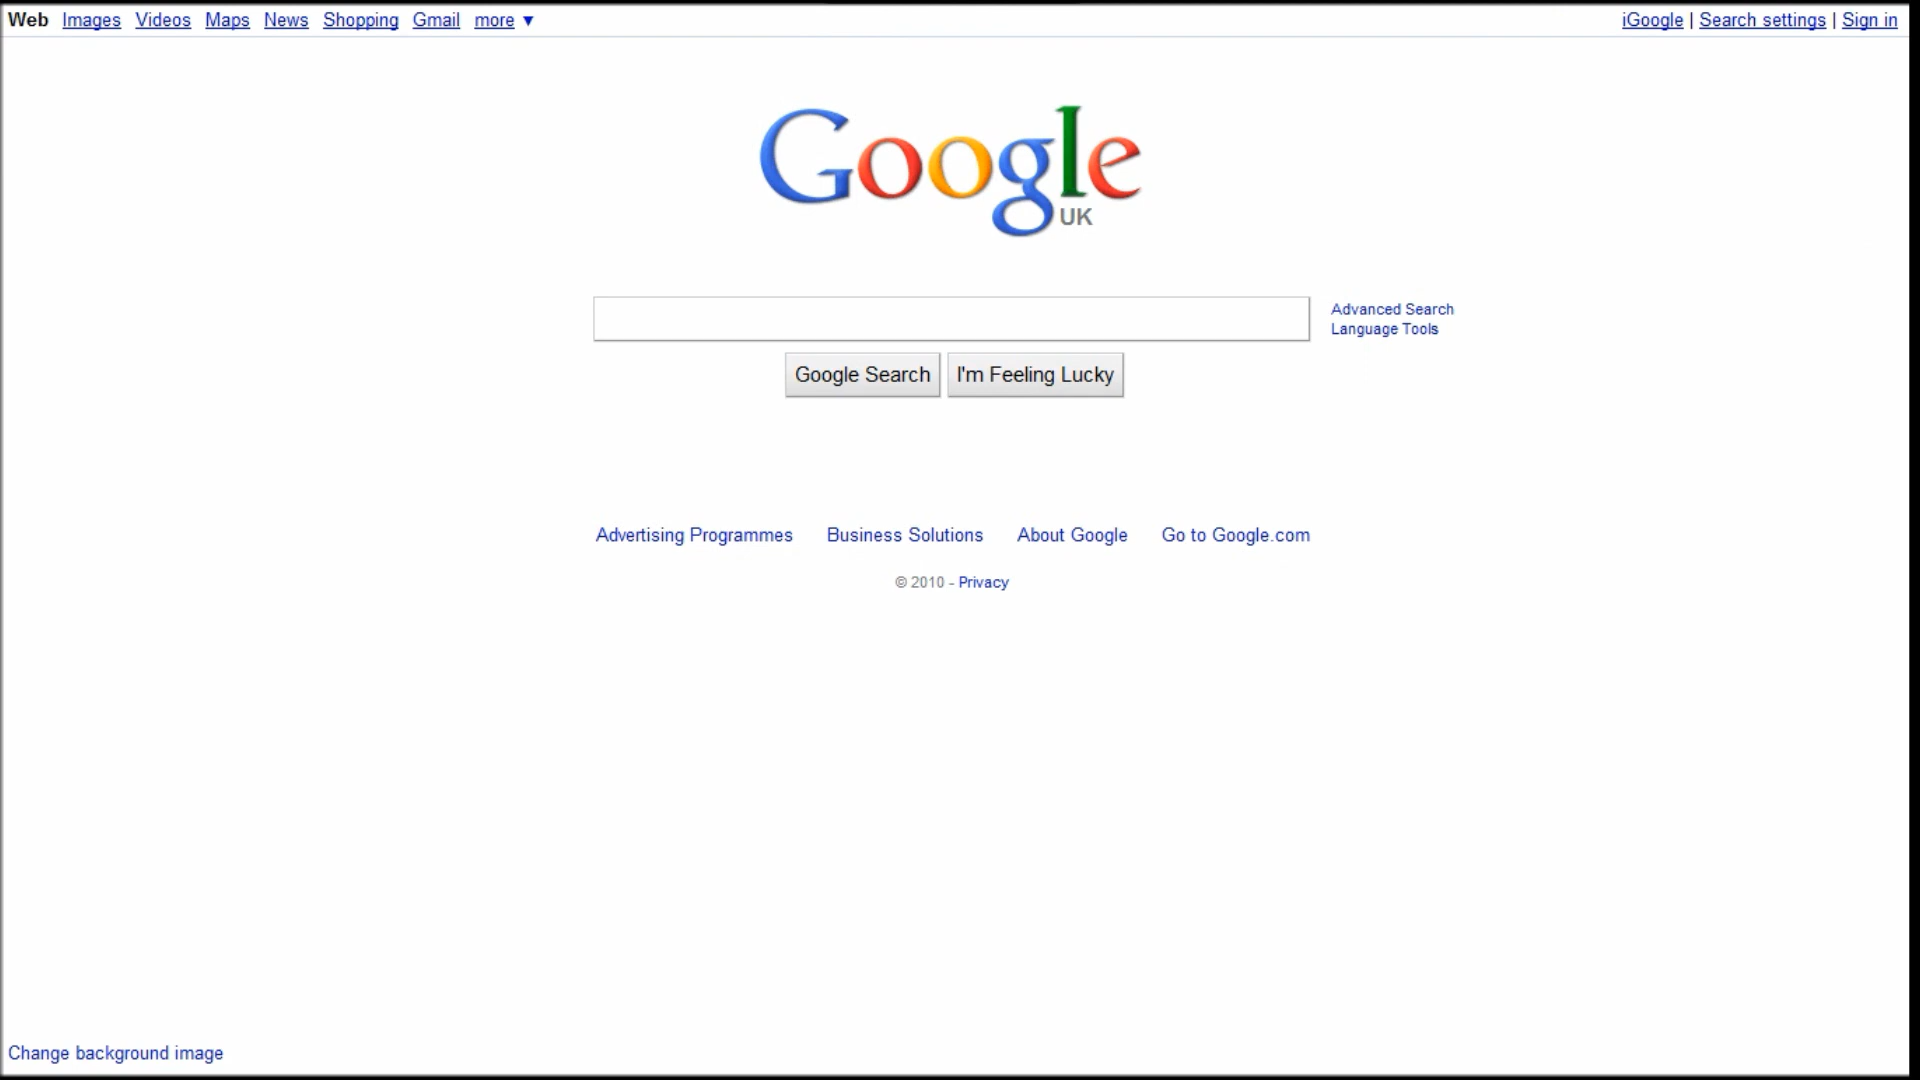 Web Images Videos Maps News Shopping Gmail more ▼ iGoogle | Search settings | Sign in
Google
UK
Advanced Search
Language Tools
Google Search I'm Feeling Lucky
Advertising Programmes Business Solutions About Google Go to Google.com
© 2010 - Privacy
Change background image